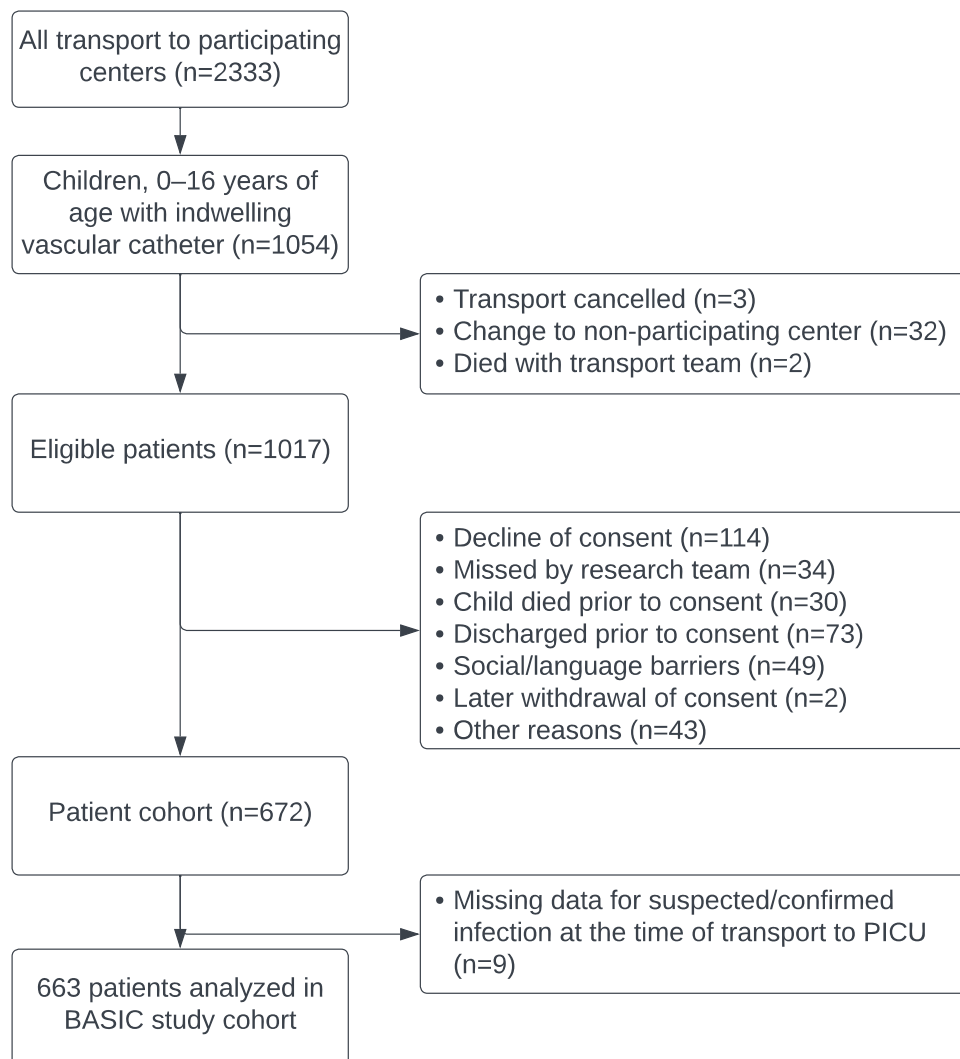 All transport to participating
centers (n=2333)
Children, 0–16 years of
age with indwelling
vascular catheter (n=1054)
• Transport cancelled (n=3)
• Change to non-participating center (n=32)
• Died with transport team (n=2)
Eligible patients (n=1017)
• Decline of consent (n=114)
• Missed by research team (n=34)
• Child died prior to consent (n=30)
• Discharged prior to consent (n=73)
• Social/language barriers (n=49)
• Later withdrawal of consent (n=2)
• Other reasons (n=43)
Patient cohort (n=672)
• Missing data for suspected/confirmed
infection at the time of transport to PICU
(n=9)
663 patients analyzed in
BASIC study cohort